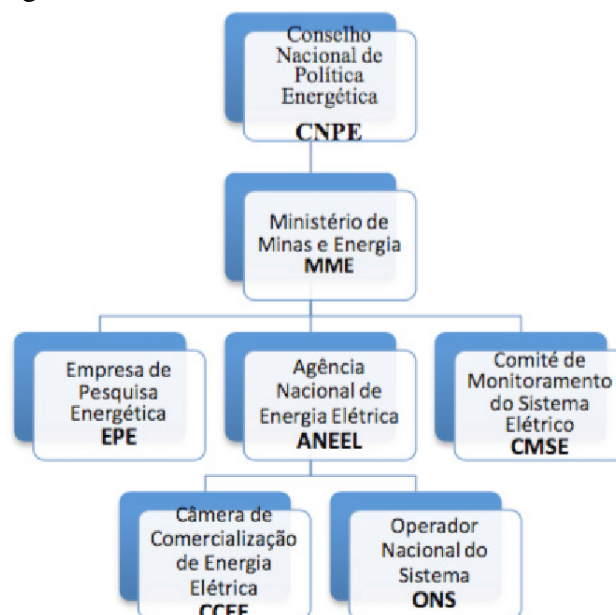 Conselho
Nacional de
Política
Energética
CNPE
Ministério de
Minas e Energia
MME
Empresa de
Pesquisa
Energética
EPE
Agência
Nacional de
Energia Elétrica
ANEEL
Comité de
Monitoramento
do Sistema
Elétrico
CMSE
Câmera de
Comercialização
de Energia
Elétrica
CCEE
Operador
Nacional do
Sistema
ONS